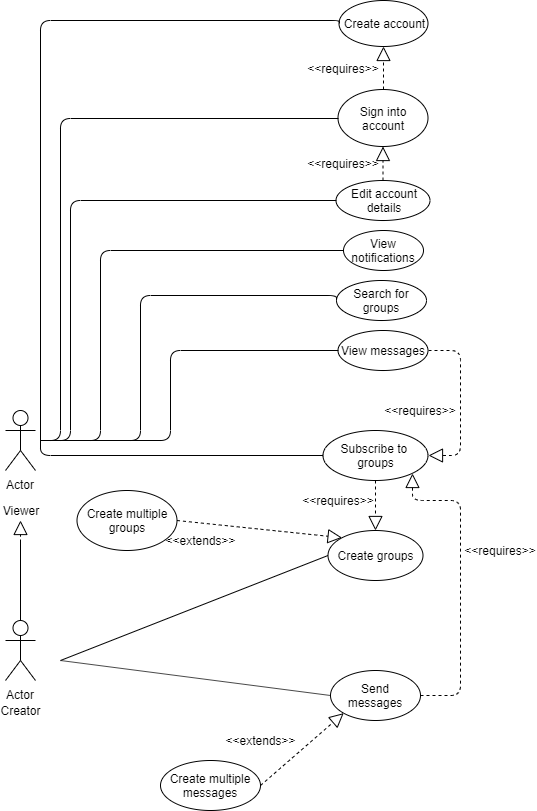 Create account
<<requires>>
Sign into
account
<<requires>>
Edit account
details
View
notifications
Search for
groups
View messages
<<requires>>
Subscribe to
groups
Actor
Viewer
<<requires>>
Create multiple
groups
<<extends>>
Create groups
<<requires>>
Actor
Creator
Send
messages
<<extends>>
Create multiple
messages